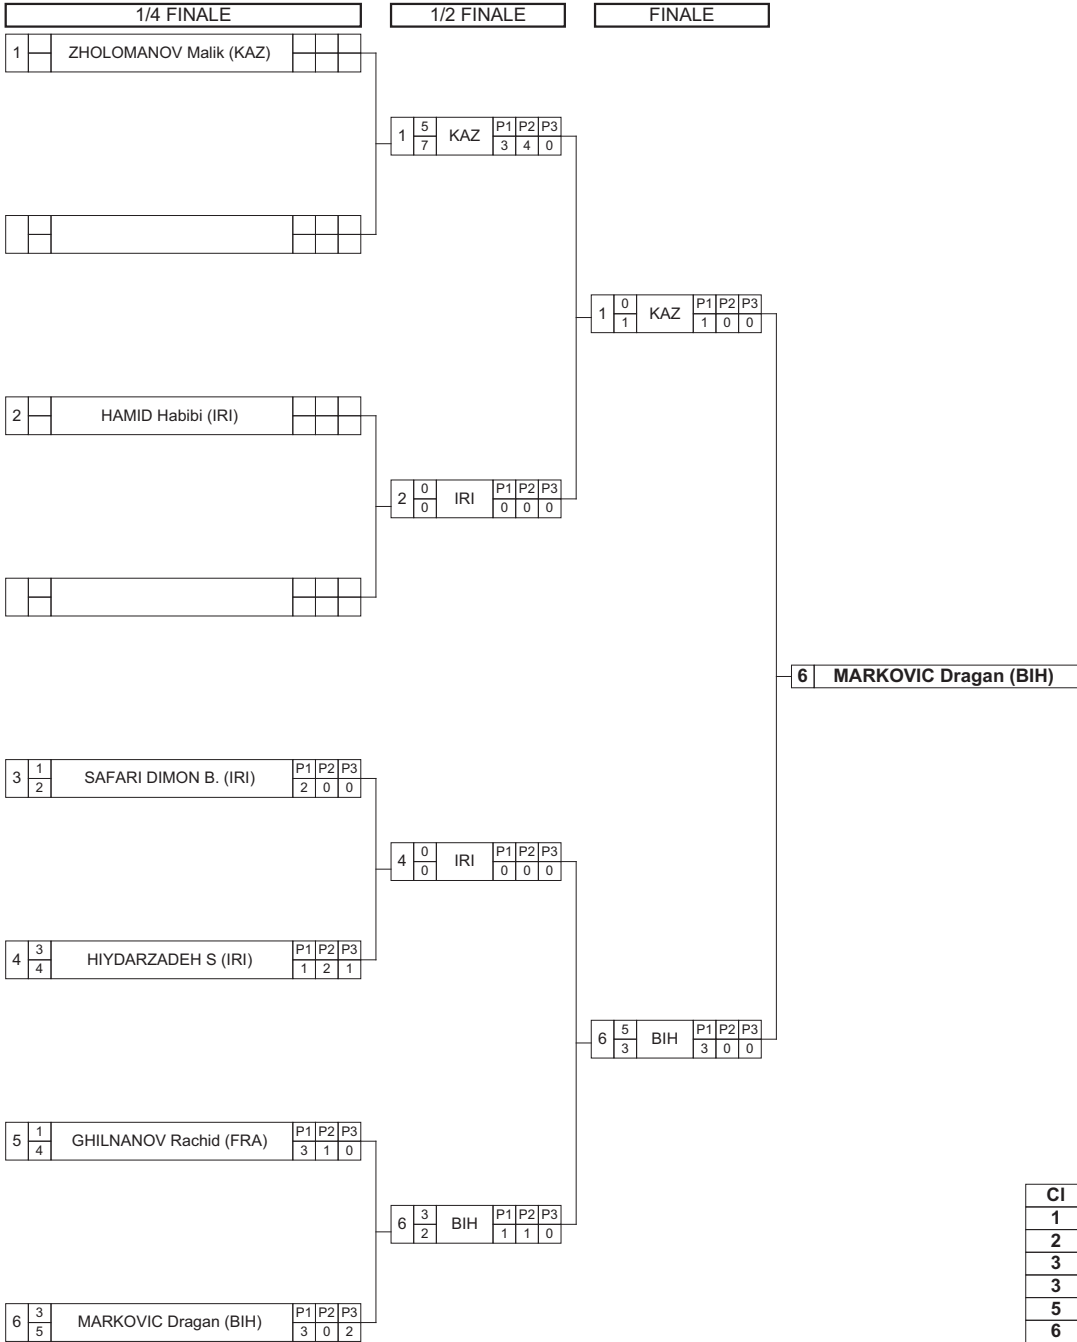 1/4 FINALE 1/2 FINALE FINALE
1 ZHOLOMANOV Malik (KAZ)
1 5 KAZ P1 P2 P3
7 3 4 0
1 0 KAZ P1 P2 P3
1 1 0 0
2 HAMID Habibi (IRI)
2 0 IRI P1 P2 P3
0 0 0 0
6 MARKOVIC Dragan (BIH)
3 1 SAFARI DIMON B. (IRI) P1 P2 P3
2 2 0 0
4 0 IRI P1 P2 P3
0 0 0 0
4 3 HIYDARZADEH S (IRI) P1 P2 P3
4 1 2 1
6 5 BIH P1 P2 P3
3 3 0 0
5 1 GHILNANOV Rachid (FRA) P1 P2 P3
4 3 1 0
6 3 BIH P1 P2 P3
2 1 1 0
6 3 MARKOVIC Dragan (BIH) P1 P2 P3
5 3 0 2
Cl
1
2
3
3
5
6